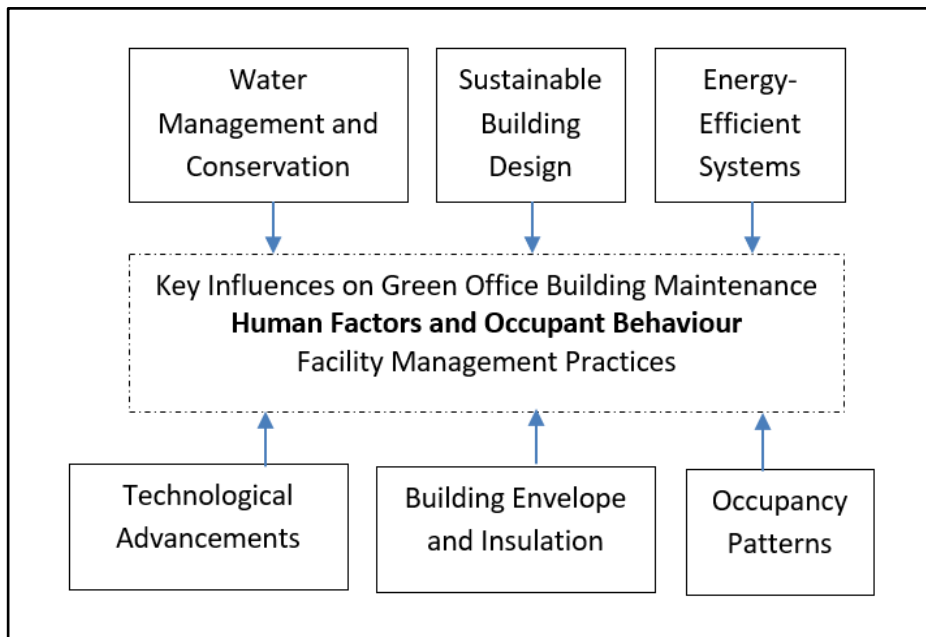 Water
Management and
Conservation
Sustainable
Building
Design
Energy-
Efficient
Systems
Key Influences on Green Office Building Maintenance
Human Factors and Occupant Behaviour
Facility Management Practices
Technological
Advancements
Building Envelope
and Insulation
Occupancy
Patterns